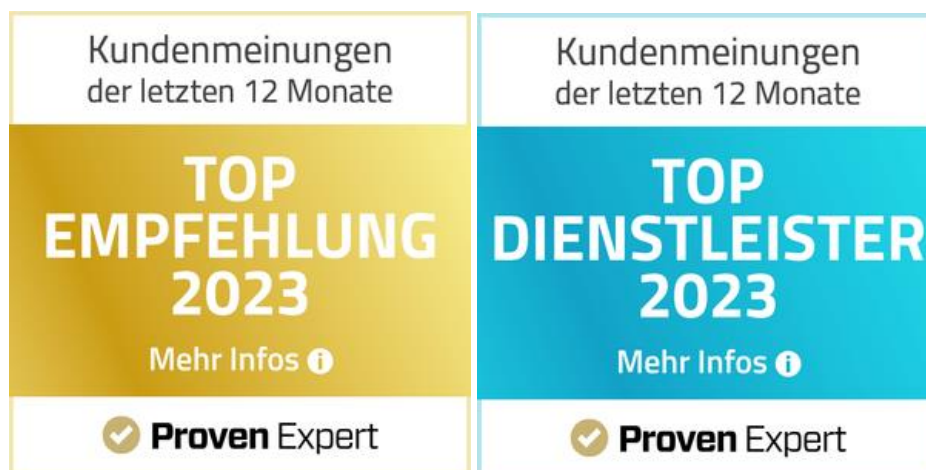 Kundenmeinungen
der letzten 12 Monate
TOP
EMPFEHLUNG
2023
Mehr Infos i
Proven Expert
Kundenmeinungen
der letzten 12 Monate
TOP
DIENSTLEISTER
2023
Mehr Infos i
Proven Expert